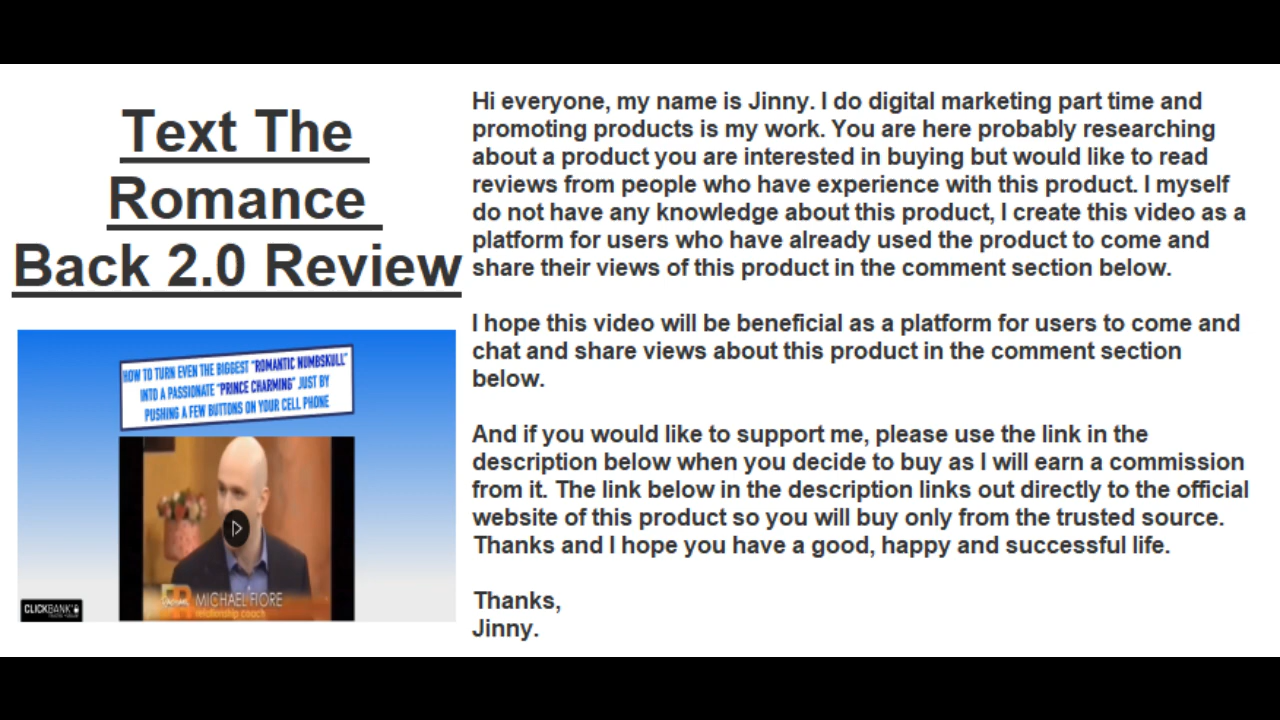 Text The
Romance
Back 2.0 Review
HOW TO TURN EVEN THE BIGGEST "ROMANTIC NUMBSKULL"
INTO A PASSIONATE "PRINCE CHARMING" JUST BY
PUSHING A FEW BUTTONS ON YOUR CELL PHONE
MICHAEL FIORE
relationship coach
CLICKBANK
Hi everyone, my name is Jinny. I do digital marketing part time and
promoting products is my work. You are here probably researching
about a product you are interested in buying but would like to read
reviews from people who have experience with this product. I myself
do not have any knowledge about this product, I create this video as a
platform for users who have already used the product to come and
share their views of this product in the comment section below.
I hope this video will be beneficial as a platform for users to come and
chat and share views about this product in the comment section
below.
And if you would like to support me, please use the link in the
description below when you decide to buy as I will earn a commission
from it. The link below in the description links out directly to the official
website of this product so you will buy only from the trusted source.
Thanks and I hope you have a good, happy and successful life.
Thanks,
Jinny.